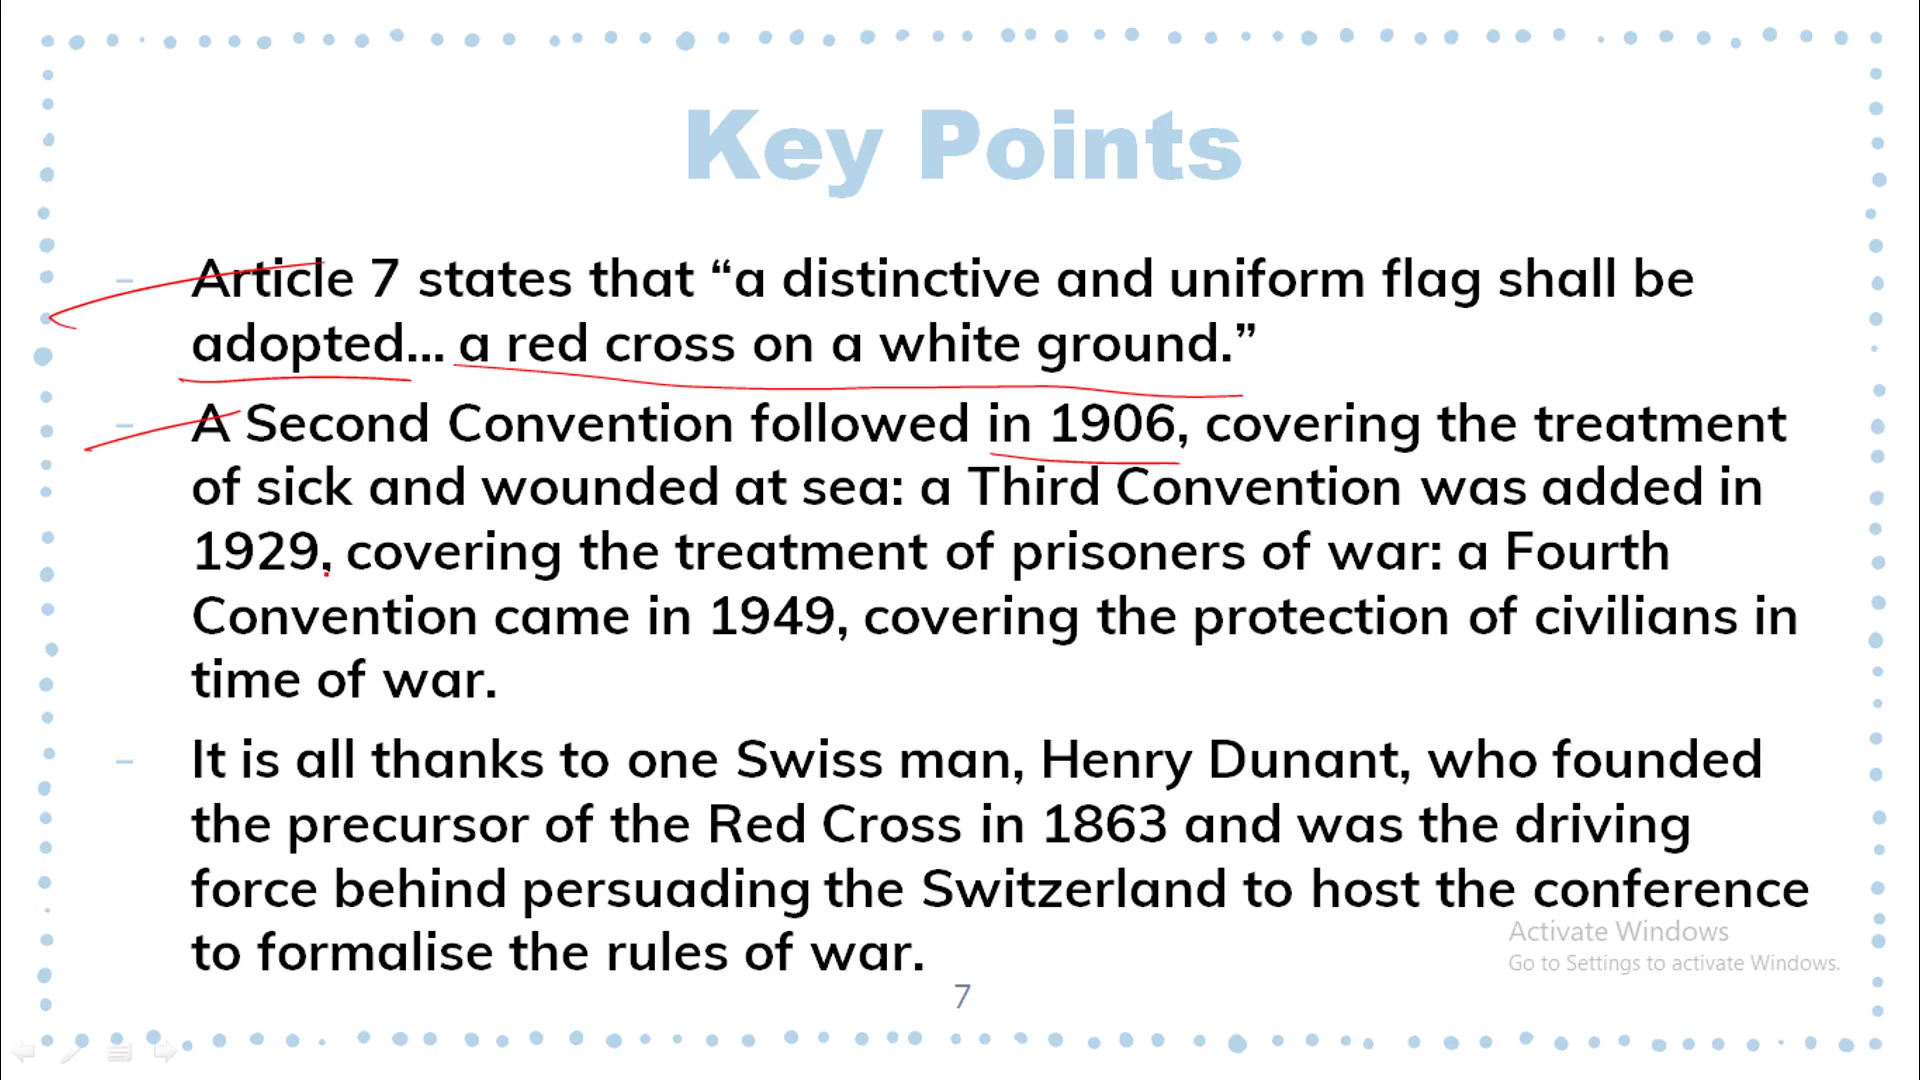 Key Points
- Article 7 states that “a distinctive and uniform flag shall be
adopted... a red cross on a white ground.”
- A Second Convention followed in 1906, covering the treatment
of sick and wounded at sea: a Third Convention was added in
1929, covering the treatment of prisoners of war: a Fourth
Convention came in 1949, covering the protection of civilians in
time of war.
- It is all thanks to one Swiss man, Henry Dunant, who founded
the precursor of the Red Cross in 1863 and was the driving
force behind persuading the Switzerland to host the conference
to formalise the rules of war.
Activate Windows
Go to Settings to activate Windows.
7